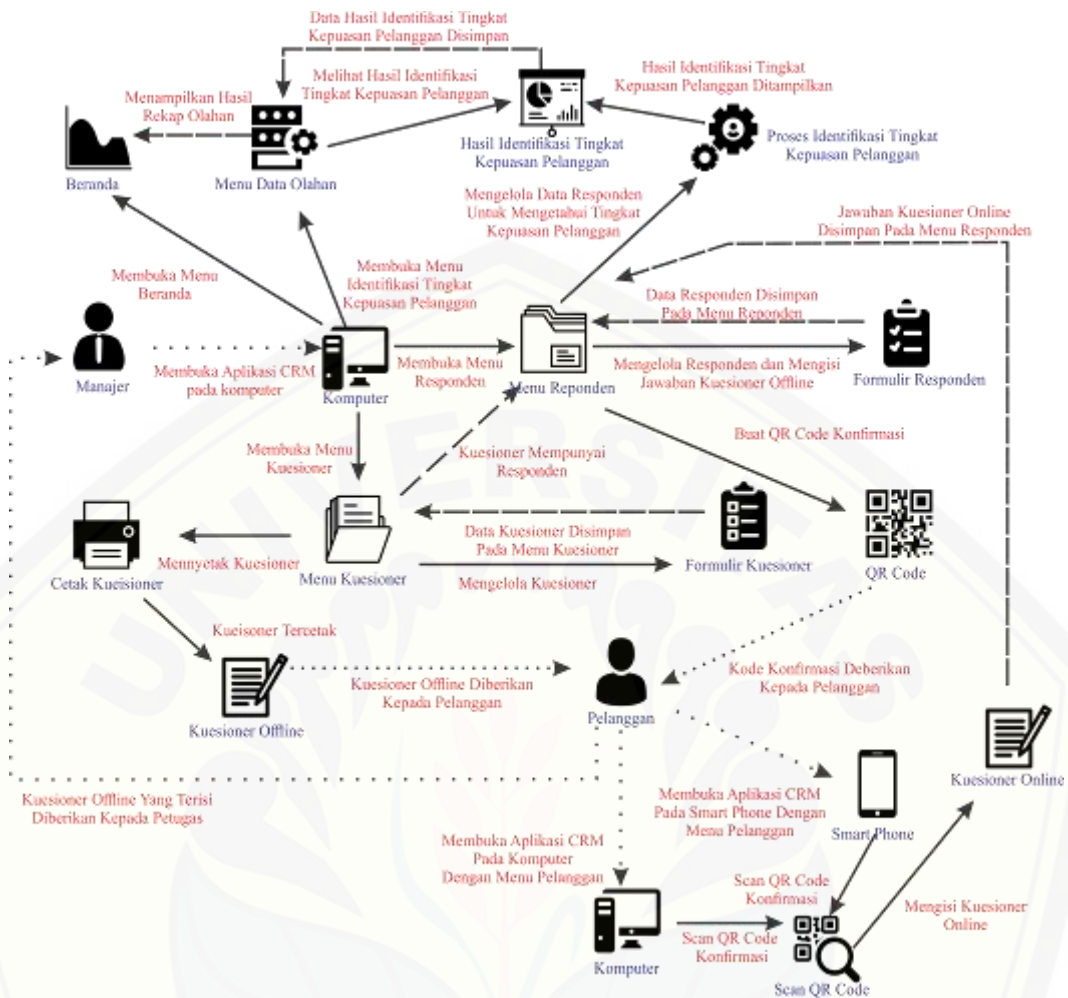 Data Hasil Identifikasi Tingkat
Kepuasan Pelanggan Disimpan
Melihat Hasil Identifikasi
Tingkat Kepuasan Pelanggan
Hasil Identifikasi Tingkat
Kepuasan Pelanggan Ditampilkan
Menampilkan Hasil
Rekap Olahan
Beranda
Menu Data Olahan
Hasil Identifikasi Tingkat
Kepuasan Pelanggan
Proses Identifikasi Tingkat
Kepuasan Pelanggan
Mengelola Data Responden
Untuk Mengetahui Tingkat
Kepuasan Pelanggan
Jawaban Kuesioner Online
Disimpan Pada Menu Responden
Membuka Menu
Beranda
Membuka Menu
Identifikasi Tingkat
Kepuasan Pelanggan
Data Responden Disimpan
Pada Menu Reponden
Manajer
Membuka Aplikasi CRM
pada komputer
Komputer
Membuka Menu
Responden
Menu Reponden
Mengelola Responden dan Mengisi
Jawaban Kuesioner Offline
Formulir Responden
Buat QR Code Konfirmasi
Membuka Menu
Kuesioner
Kuesioner Mempunyai
Responden
Cetak Kueisioner
Mennyetak Kuesioner
Menu Kuesioner
Data Kuesioner Disimpan
Pada Menu Kuesioner
Mengelola Kuesioner
Formulir Kuesioner
QR Code
Kueisoner Tercetak
Kuesioner Offline
Kuesioner Offline Diberikan
Kepada Pelanggan
Pelanggan
Kode Konfirmasi Deberikan
Kepada Pelanggan
Kuesioner Online
Kuesioner Offline Yang Terisi
Diberikan Kepada Petugas
Membuka Aplikasi CRM
Pada Smart Phone Dengan
Menu Pelanggan
Smart Phone
Membuka Aplikasi CRM
Pada Komputer
Dengan Menu Pelanggan
Scan QR Code
Konfirmasi
Mengisi Kuesioner
Online
Komputer
Scan QR Code
Konfirmasi
Scan QR Code
UNIVERSITAS